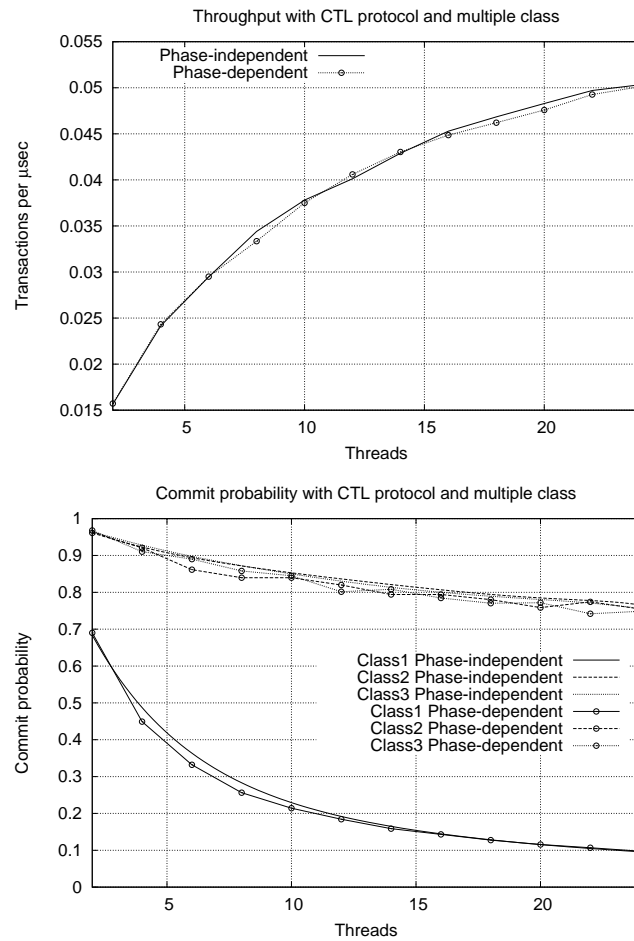 Throughput with CTL protocol and multiple class
0.055
0.05
0.045
0.04
0.035
0.03
0.025
0.02
0.015
Transactions per µsec
Phase-independent
Phase-dependent
5
10
15
20
Threads
Commit probability with CTL protocol and multiple class
1
0.9
0.8
0.7
0.6
0.5
0.4
0.3
0.2
0.1
0
Commit probability
Class1 Phase-independent
Class2 Phase-independent
Class3 Phase-independent
Class1 Phase-dependent
Class2 Phase-dependent
Class3 Phase-dependent
5
10
15
20
Threads